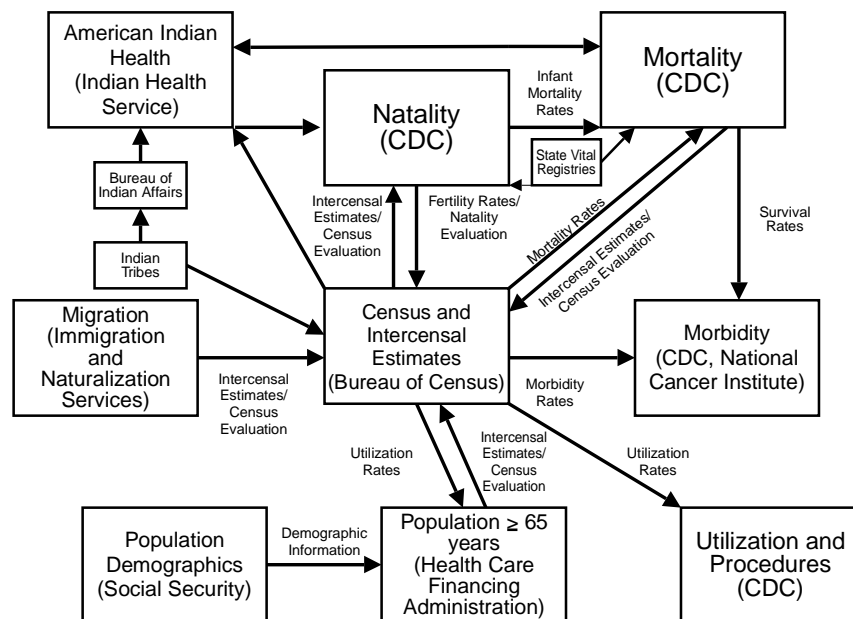 American Indian
Health
(Indian Health
Service)
Mortality
(CDC)
Natality
(CDC)
Infant
Mortality
Rates
State Vital
Registries
Bureau of
Indian Affairs
Intercensal
Estimates/
Census
Evaluation
Fertility Rates/
Natality
Evaluation
Mortality Rates
Intercensal Estimates/
Census Evaluation
Survival
Rates
Indian
Tribes
Migration
(Immigration
and
Naturalization
Services)
Census and
Intercensal
Estimates
(Bureau of Census)
Morbidity
(CDC, National
Cancer Institute)
Intercensal
Estimates/
Census
Evaluation
Morbidity
Rates
Utilization
Rates
Intercensal
Estimates/
Census
Evaluation
Utilization
Rates
Population
Demographics
(Social Security)
Demographic
Information
Population ≥ 65
years
(Health Care
Financing
Administration)
Utilization and
Procedures
(CDC)